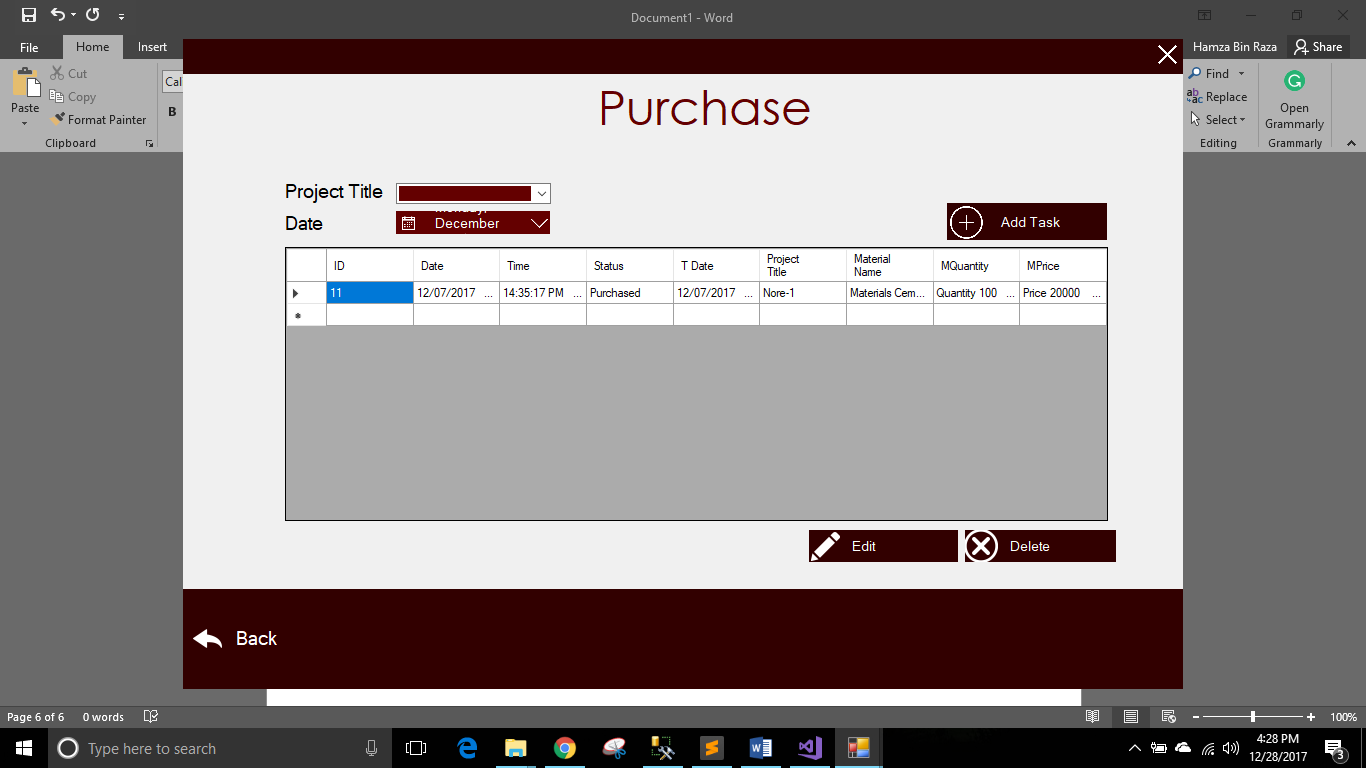 Document1 - Word
File Home Insert
Hamza Bin Raza Share
Cut
Copy
Paste
Format Painter
Clipboard
Cal
B
Find
Replace
Select
Editing
Open
Grammarly
Grammarly
Purchase
Project Title
Date
December
Add Task
ID Date Time Status T Date Project Title Material Name MQuantity MPrice
11 12/07/2017 ... 14:35:17 PM ... Purchased 12/07/2017 ... Nore-1 Materials Cem... Quantity 100 ... Price 20000 ...
Edit Delete
Back
Page 6 of 6 0 words 100%
Type here to search
4:28 PM
12/28/2017
3